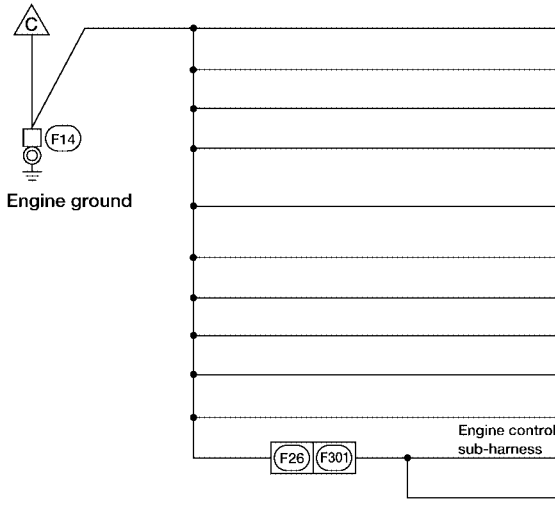 C
F14
Engine ground
Engine control
sub-harness
F26 F301